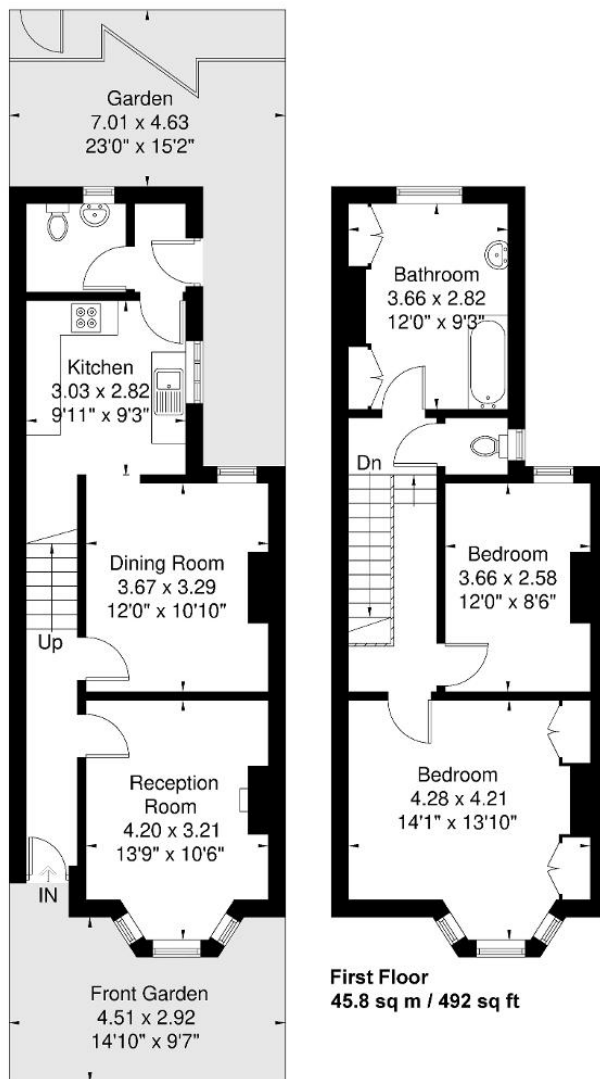 Garden
7.01 x 4.63
23'0" x 15'2"
Kitchen
3.03 x 2.82
9'11" x 9'3"
Dining Room
3.67 x 3.29
12'0" x 10'10"
Up
Reception
Room
4.20 x 3.21
13'9" x 10'6"
IN
Front Garden
4.51 x 2.92
14'10" x 9'7"
Bathroom
3.66 x 2.82
12'0" x 9'3"
Dn
Bedroom
3.66 x 2.58
12'0" x 8'6"
Bedroom
4.28 x 4.21
14'1" x 13'10"
First Floor
45.8 sq m / 492 sq ft